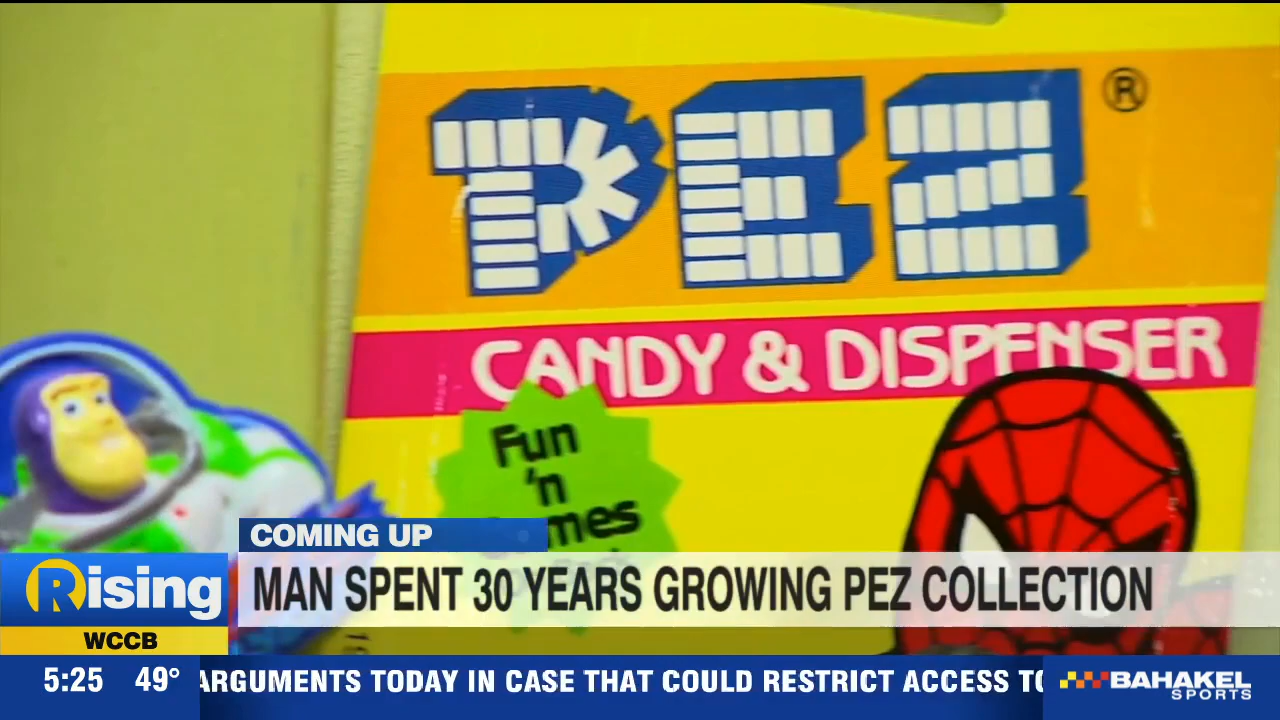 PEZ®
CANDY & DISPENSER
Fun
'n
COMING UP
Rising
MAN SPENT 30 YEARS GROWING PEZ COLLECTION
WCCB
5:25 49° ARGUMENTS TODAY IN CASE THAT COULD RESTRICT ACCESS
BAHAKEL
SPORTS